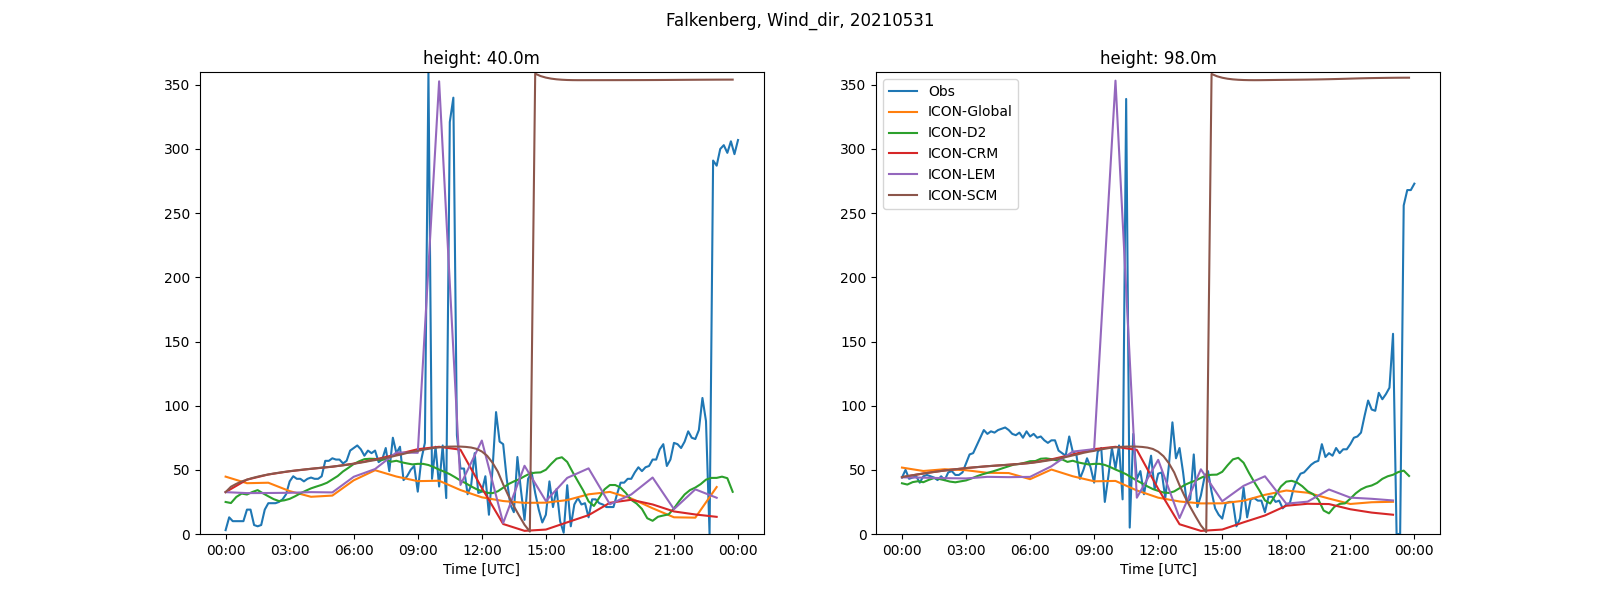 Falkenberg, Wind_dir, 20210531
height: 40.0m
350
300
250
200
150
100
50
0
00:00 03:00 06:00 09:00 12:00 15:00 18:00 21:00 00:00
Time [UTC]
height: 98.0m
350
300
250
200
150
100
50
0
Obs
ICON-Global
ICON-D2
ICON-CRM
ICON-LEM
ICON-SCM
00:00 03:00 06:00 09:00 12:00 15:00 18:00 21:00 00:00
Time [UTC]